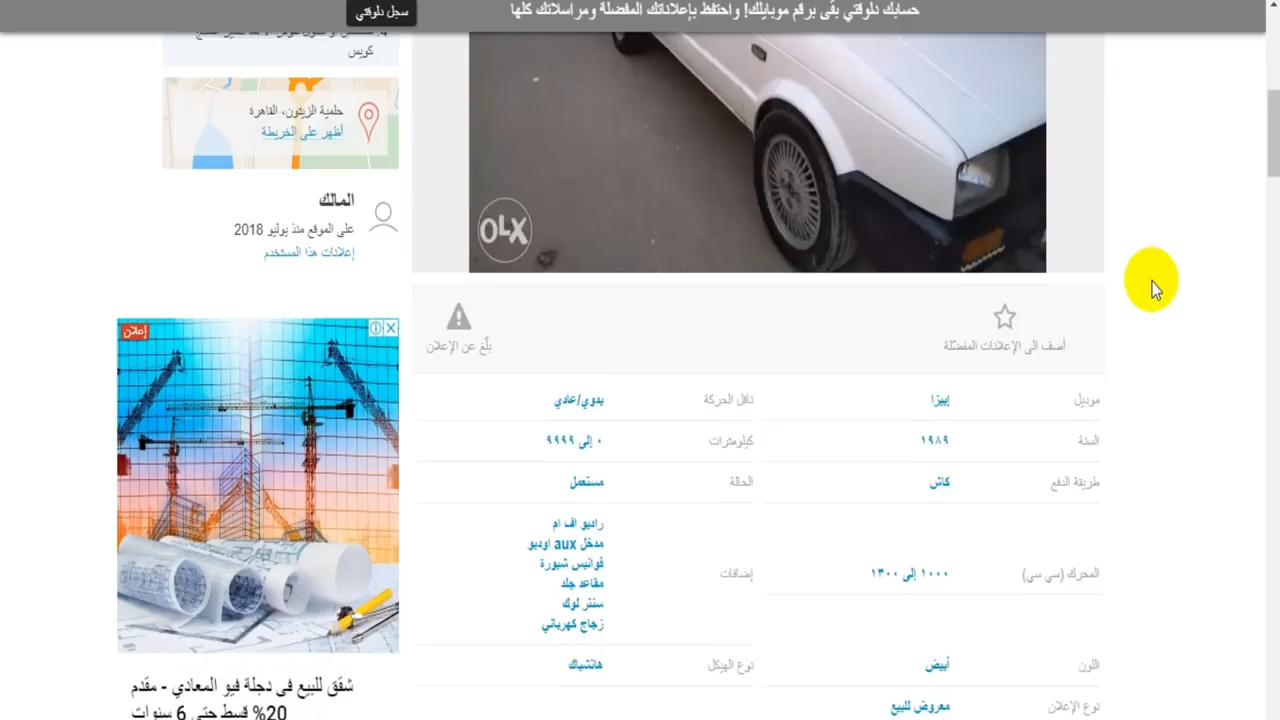 حسابك دلوقتي بقى برقم موبايلك! واحتفظ بإعلاناتك المفضلة ومراسلاتك كلها
سجل دلوقتي
كويس
حلمية الزيتون، القاهرة
أظهر على الخريطة
المالك
على الموقع منذ يوليو 2018
إعلانات هذا المستخدم
OLX
أضف الى الإعلانات المفضلة
بلّغ عن الإعلان
موديل إبيزا
ناقل الحركة يدوي/عادي
السنة ١٩٨٩
كيلومترات ٠ إلى ٩٩٩٩
طريقة الدفع كاش
الحالة مستعمل
المحرك (سي سي) ١٠٠٠ إلى ١٣٠٠
إضافات
راديو اف ام
مدخل aux اوديو
فوانيس شبورة
مقاعد جلد
سنتر لوك
زجاج كهربائي
اللون أبيض
نوع الهيكل هاتشباك
نوع الإعلان معروض للبيع
إعلان
شقق للبيع فى دجلة فيو المعادي - مقدم
20% قسط حتى 6 سنوات